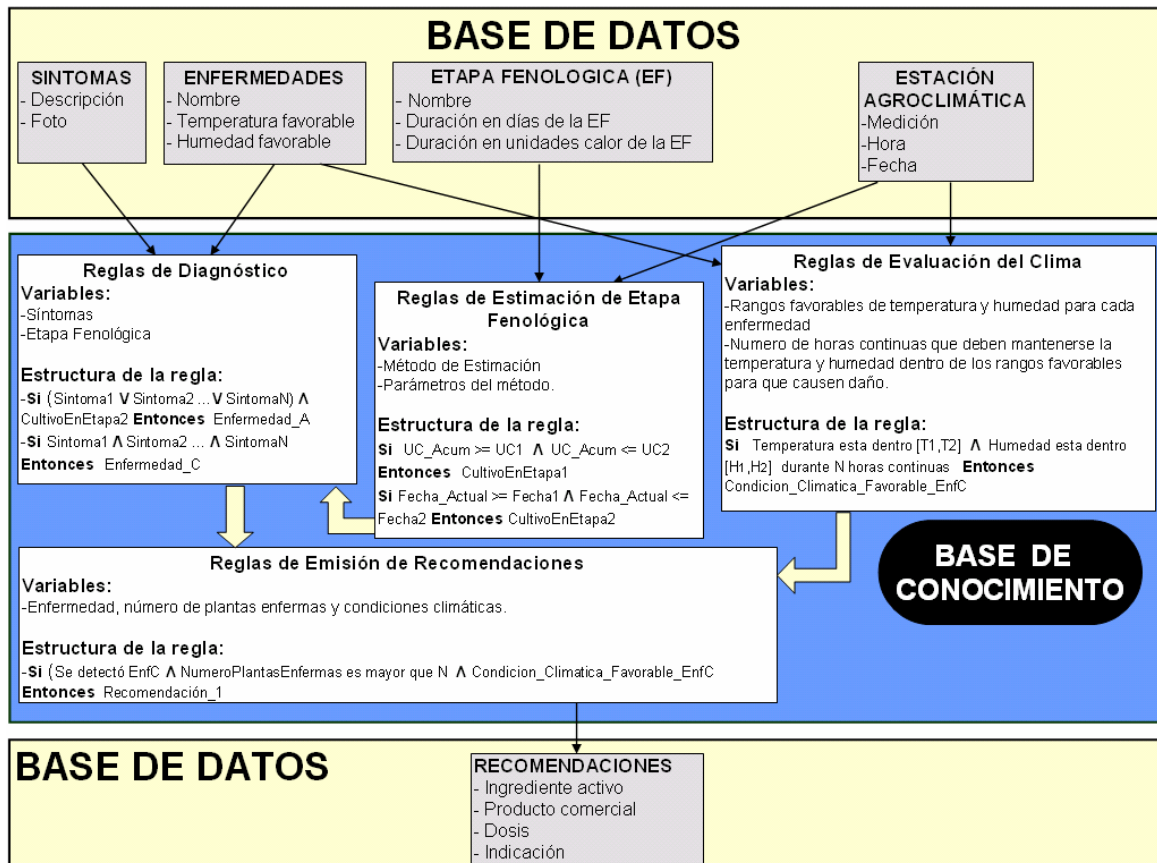 BASE DE DATOS
SINTOMAS
- Descripción
- Foto
ENFERMEDADES
- Nombre
- Temperatura favorable
- Humedad favorable
ETAPA FENOLOGICA (EF)
- Nombre
- Duración en días de la EF
- Duración en unidades calor de la EF
ESTACIÓN
AGROCLIMÁTICA
-Medición
-Hora
-Fecha
Reglas de Diagnóstico
Variables:
-Síntomas
-Etapa Fenológica
Estructura de la regla:
-Si (Sintoma1 V Sintoma2 ... V SintomaN) Λ
CultivoEnEtapa2 Entonces Enfermedad_A
-Si Sintoma1 Λ Sintoma2 ... Λ SintomaN
Entonces Enfermedad_C
Reglas de Estimación de Etapa
Fenológica
Variables:
-Método de Estimación
-Parámetros del método.
Estructura de la regla:
Si UC_Acum >= UC1 Λ UC_Acum <= UC2
Entonces CultivoEnEtapa1
Si Fecha_Actual >= Fecha1 Λ Fecha_Actual <=
Fecha2 Entonces CultivoEnEtapa2
Reglas de Evaluación del Clima
Variables:
-Rangos favorables de temperatura y humedad para cada
enfermedad
-Numero de horas continuas que deben mantenerse la
temperatura y humedad dentro de los rangos favorables
para que causen daño.
Estructura de la regla:
Si Temperatura esta dentro [T1,T2] Λ Humedad esta dentro
[H1,H2] durante N horas continuas Entonces
Condicion_Climatica_Favorable_EnfC
Reglas de Emisión de Recomendaciones
Variables:
-Enfermedad, número de plantas enfermas y condiciones climáticas.
Estructura de la regla:
-Si (Se detectó EnfC Λ NumeroPlantasEnfermas es mayor que N Λ Condicion_Climatica_Favorable_EnfC
Entonces Recomendación_1
BASE DE
CONOCIMIENTO
BASE DE DATOS
RECOMENDACIONES
- Ingrediente activo
- Producto comercial
- Dosis
- Indicación